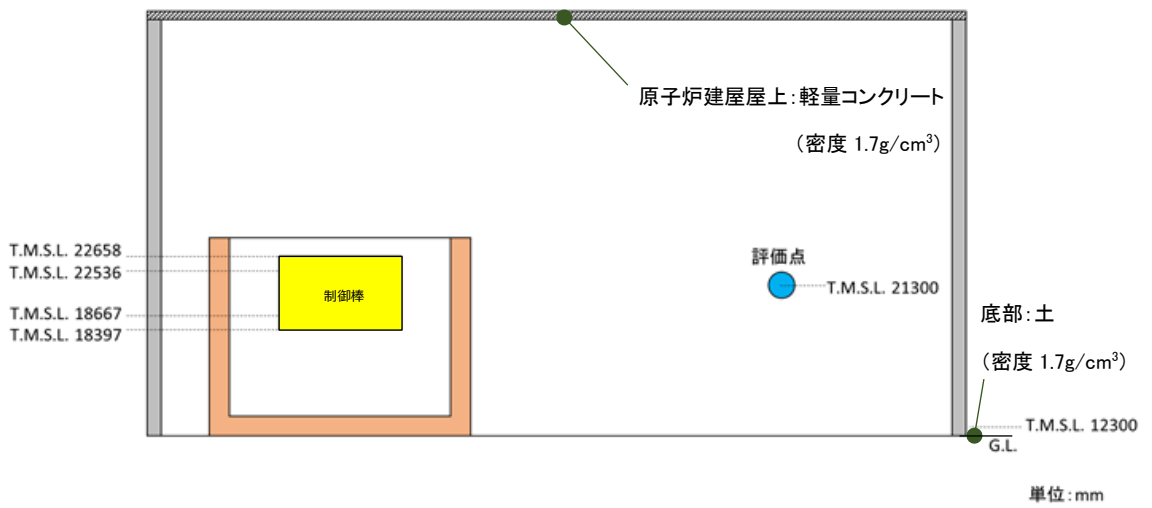 原子炉建屋屋上：軽量コンクリート
（密度 1.7g/cm³）
T.M.S.L. 22658
T.M.S.L. 22536
T.M.S.L. 18667
T.M.S.L. 18397
制御棒
評価点
T.M.S.L. 21300
底部：土
（密度 1.7g/cm³）
T.M.S.L. 12300
G.L.
単位：mm